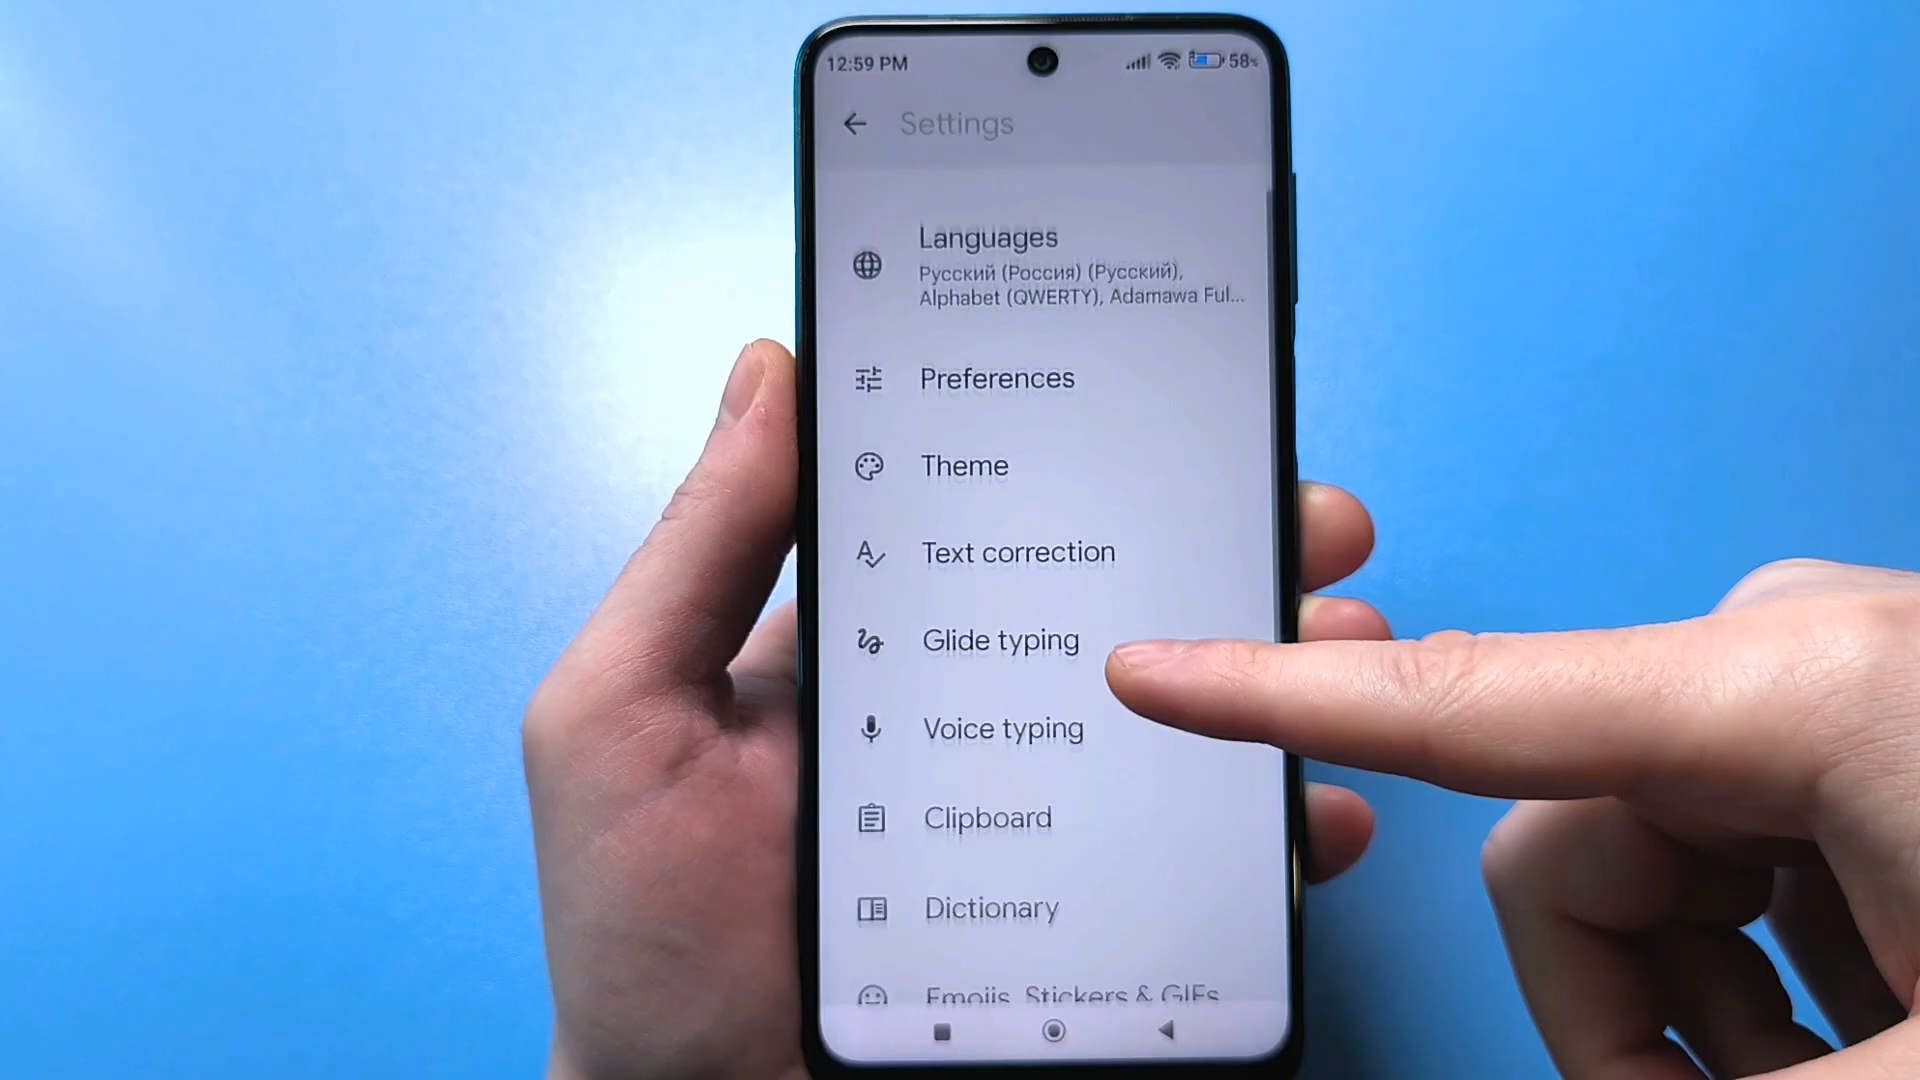 12:59 PM
58%
Settings
Languages
Русский (Россия) (Русский),
Alphabet (QWERTY), Adamawa Ful...
Preferences
Theme
Text correction
Glide typing
Voice typing
Clipboard
Dictionary
Emojis, Stickers & GIFs